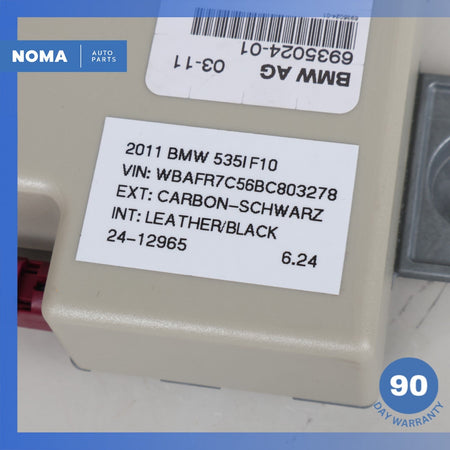 NOMA
AUTO
PARTS
BMW AG
6935024-01
03-11
2011 BMW 535I F10
VIN: WBAFR7C56BC803278
EXT: CARBON-SCHWARZ
INT: LEATHER/BLACK
24-12965 6.24
90
DAY WARRANTY